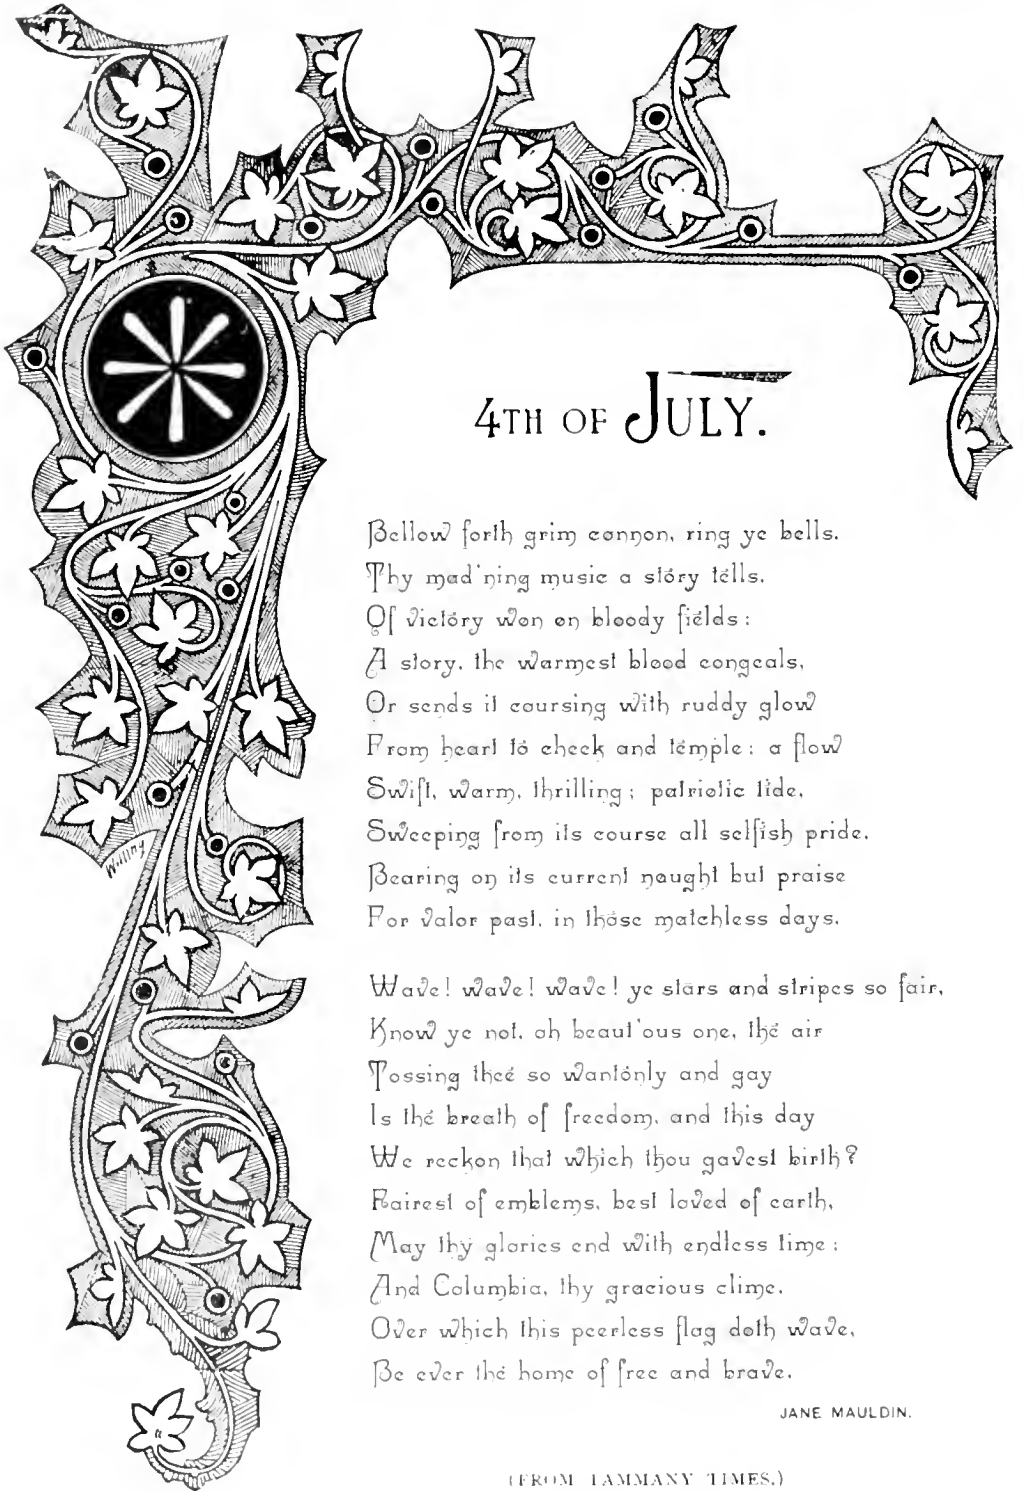 4TH OF JULY.
Bellow forth grim cannon, ring ye bells.
Thy mad'ning music a story tells.
Of victory won on bloody fields:
A story, the warmest blood congeals,
Or sends it coursing with ruddy glow
From heart to cheek and temple; a flow
Swift, warm, thrilling; patriotic tide,
Sweeping from its course all selfish pride.
Bearing on its current naught but praise
For valor past, in those matchless days.
Wave! wave! wave! ye stars and stripes so fair,
Know ye not, oh beaut'ous one, the air
Tossing thee so wantonly and gay
Is the breath of freedom, and this day
We reckon that which thou gavest birth?
Fairest of emblems, best loved of earth,
May thy glories end with endless time;
And Columbia, thy gracious clime,
Over which this peerless flag doth wave,
Be ever the home of free and brave.
JANE MAULDIN.
(FROM TAMMANY TIMES.)
Willing